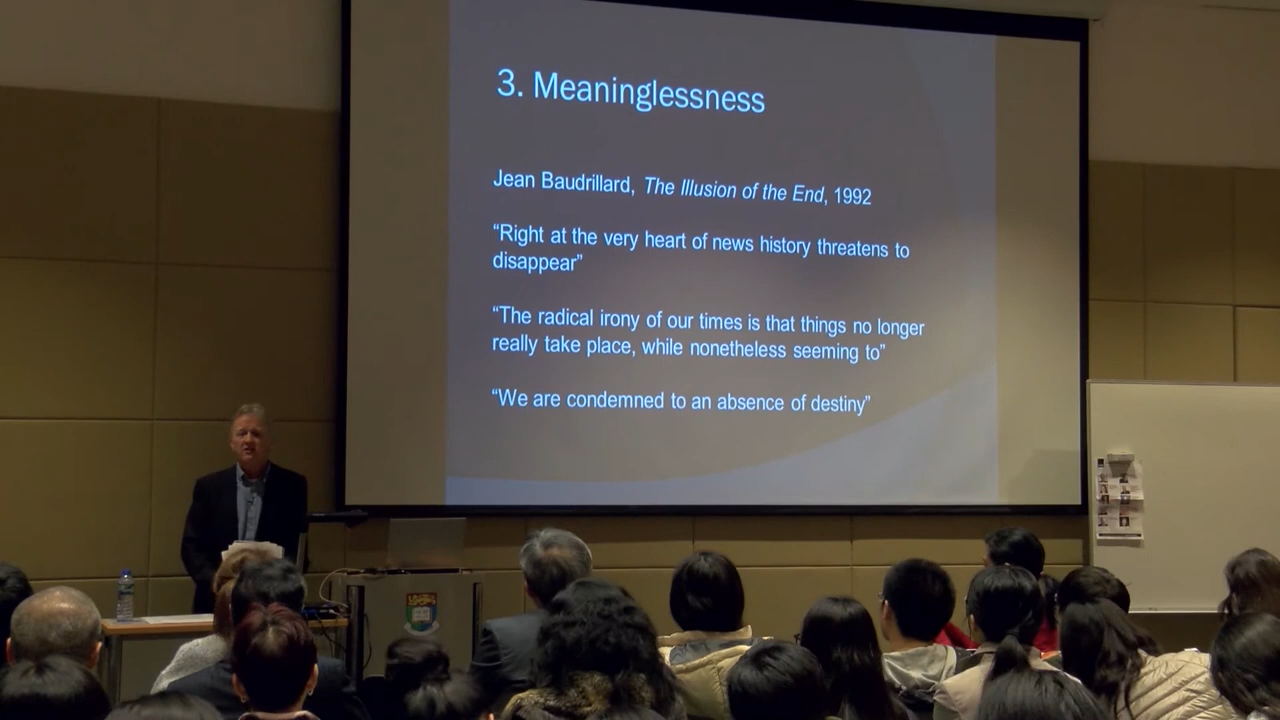 3. Meaninglessness
Jean Baudrillard, The Illusion of the End, 1992
“Right at the very heart of news history threatens to
disappear”
“The radical irony of our times is that things no longer
really take place, while nonetheless seeming to”
“We are condemned to an absence of destiny”